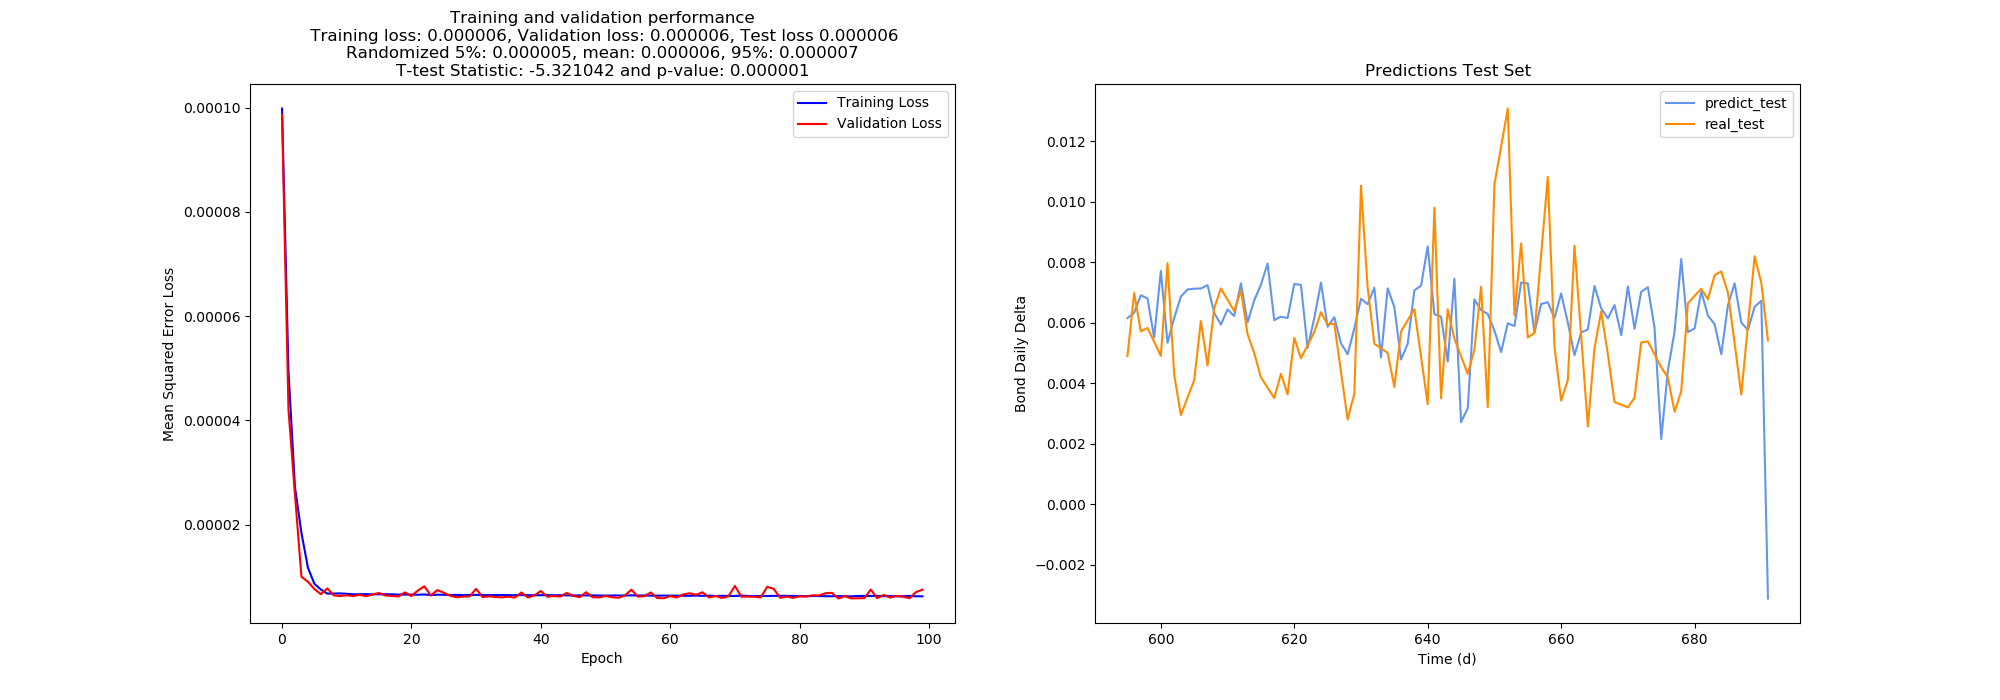 Training and validation performance
Training loss: 0.000006, Validation loss: 0.000006, Test loss 0.000006
Randomized 5%: 0.000005, mean: 0.000006, 95%: 0.000007
T-test Statistic: -5.321042 and p-value: 0.000001
Training Loss
Validation Loss
Mean Squared Error Loss
0.00010
0.00008
0.00006
0.00004
0.00002
0 20 40 60 80 100
Epoch
Predictions Test Set
predict_test
real_test
Bond Daily Delta
0.012
0.010
0.008
0.006
0.004
0.002
0.000
−0.002
600 620 640 660 680
Time (d)